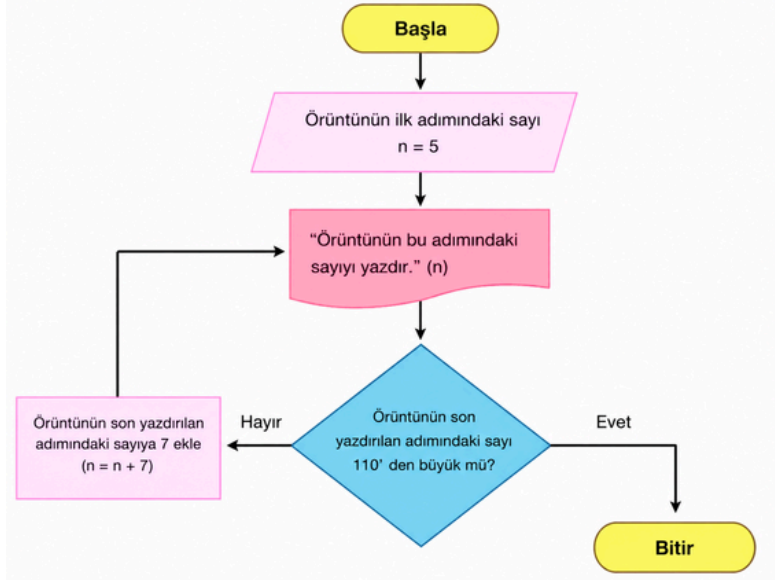 Başla
Örüntünün ilk adımındaki sayı
n = 5
“Örüntünün bu adımındaki
sayıyı yazdır.” (n)
Örüntünün son
yazdırılan adımındaki sayı
110’ den büyük mü?
Hayır
Örüntünün son yazdırılan
adımındaki sayıya 7 ekle
(n = n + 7)
Evet
Bitir